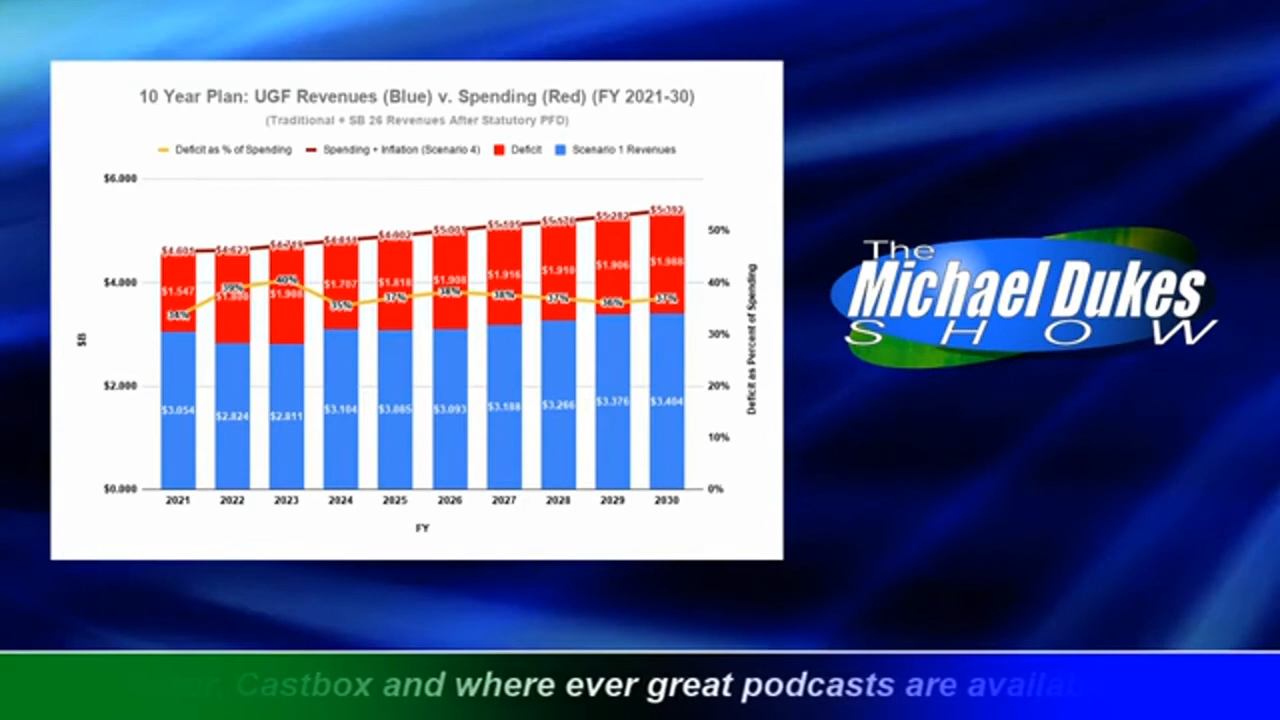 10 Year Plan: UGF Revenues (Blue) v. Spending (Red) (FY 2021-30)
(Traditional + SB 26 Revenues After Statutory PFD)
Deficit as % of Spending
Spending + Inflation (Scenario 4)
Deficit
Scenario 1 Revenues
$6.000
$4.000
$2.000
$0.000
$B
50%
40%
30%
20%
10%
0%
Deficit as Percent of Spending
$1.547 $1.707 $1.818 $1.908 $1.916 $1.910 $1.906 $1.988
34% 39% 40% 35% 37% 38% 38% 37% 36% 37%
$3.054 $2.824 $2.811 $3.104 $3.093 $3.188 $3.266 $3.376 $3.404
2021 2022 2023 2024 2025 2026 2027 2028 2029 2030
FY
The
Michael Dukes
SHOW
Castbox and where ever great podcasts are